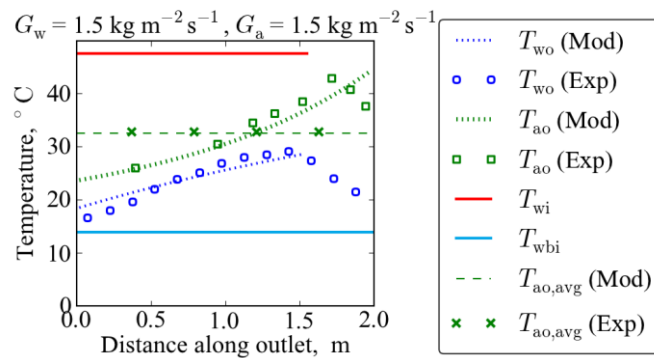 G_w = 1.5 kg m⁻² s⁻¹ , G_a = 1.5 kg m⁻² s⁻¹
Temperature, ° C
40
30
20
10
0
0.0 0.5 1.0 1.5 2.0
Distance along outlet, m
T_wo (Mod)
T_wo (Exp)
T_ao (Mod)
T_ao (Exp)
T_wi
T_wbi
T_ao,avg (Mod)
T_ao,avg (Exp)